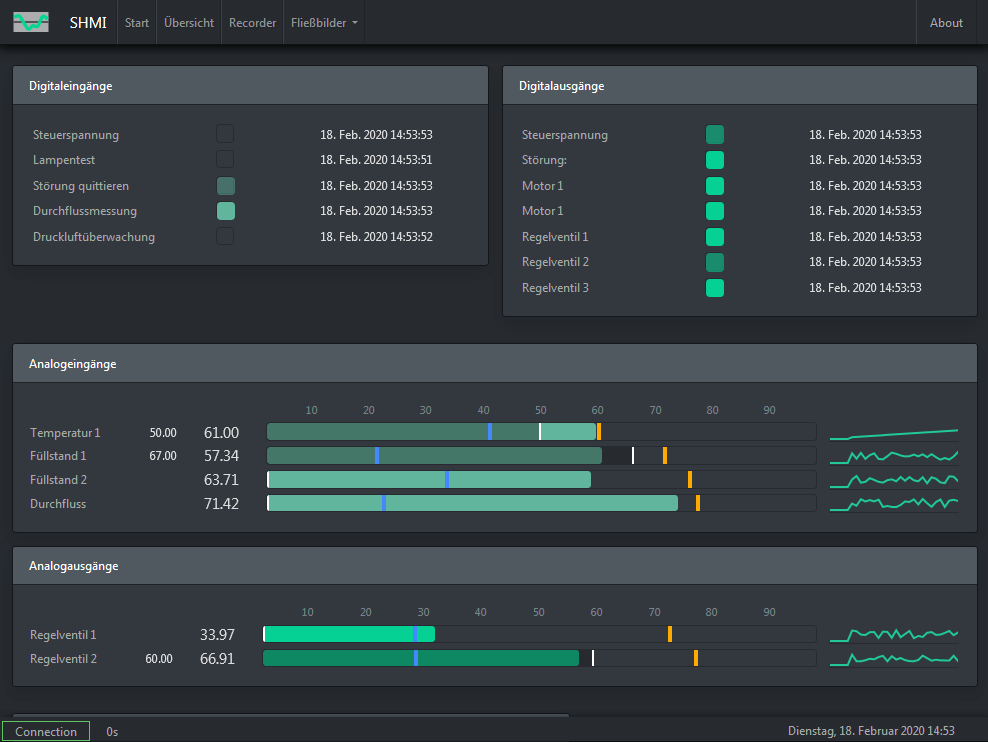 SHMI Start Übersicht Recorder Fließbilder About
Digitaleingänge
Steuerspannung 18. Feb. 2020 14:53:53
Lampentest 18. Feb. 2020 14:53:51
Störung quittieren 18. Feb. 2020 14:53:53
Durchflussmessung 18. Feb. 2020 14:53:53
Druckluftüberwachung 18. Feb. 2020 14:53:52
Digitalausgänge
Steuerspannung 18. Feb. 2020 14:53:53
Störung: 18. Feb. 2020 14:53:53
Motor 1 18. Feb. 2020 14:53:53
Motor 1 18. Feb. 2020 14:53:53
Regelventil 1 18. Feb. 2020 14:53:53
Regelventil 2 18. Feb. 2020 14:53:53
Regelventil 3 18. Feb. 2020 14:53:53
Analogeingänge
10 20 30 40 50 60 70 80 90
Temperatur 1 50.00 61.00
Füllstand 1 67.00 57.34
Füllstand 2 63.71
Durchfluss 71.42
Analogausgänge
10 20 30 40 50 60 70 80 90
Regelventil 1 33.97
Regelventil 2 60.00 66.91
Connection 0s Dienstag, 18. Februar 2020 14:53